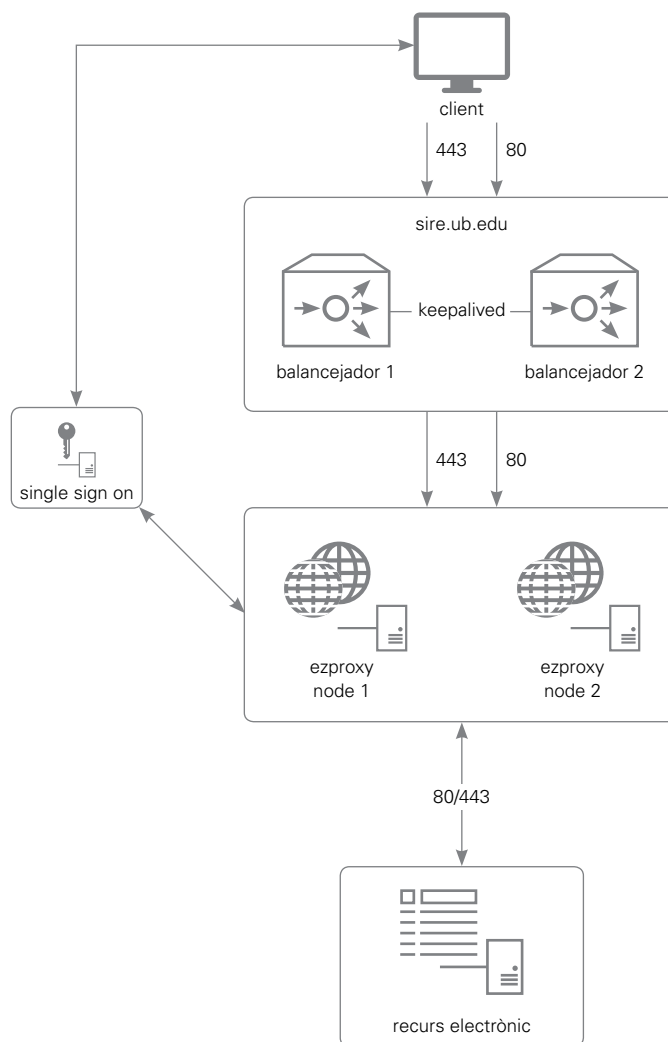 client
443 80
sire.ub.edu
keepalived
balancejador 1 balancejador 2
443 80
single sign on
ezproxy
node 1
ezproxy
node 2
80/443
recurs electrònic